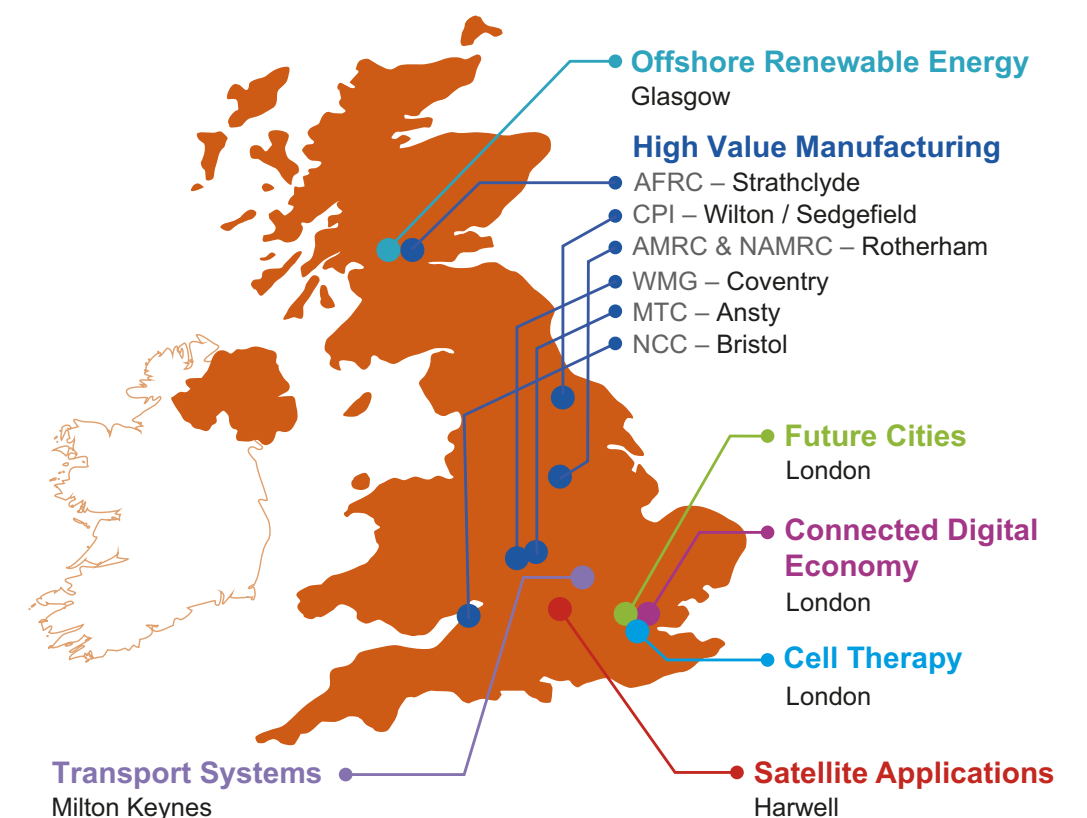 Offshore Renewable Energy
Glasgow
High Value Manufacturing
AFRC – Strathclyde
CPI – Wilton / Sedgefield
AMRC & NAMRC – Rotherham
WMG – Coventry
MTC – Ansty
NCC – Bristol
Future Cities
London
Connected Digital
Economy
London
Cell Therapy
London
Transport Systems
Milton Keynes
Satellite Applications
Harwell